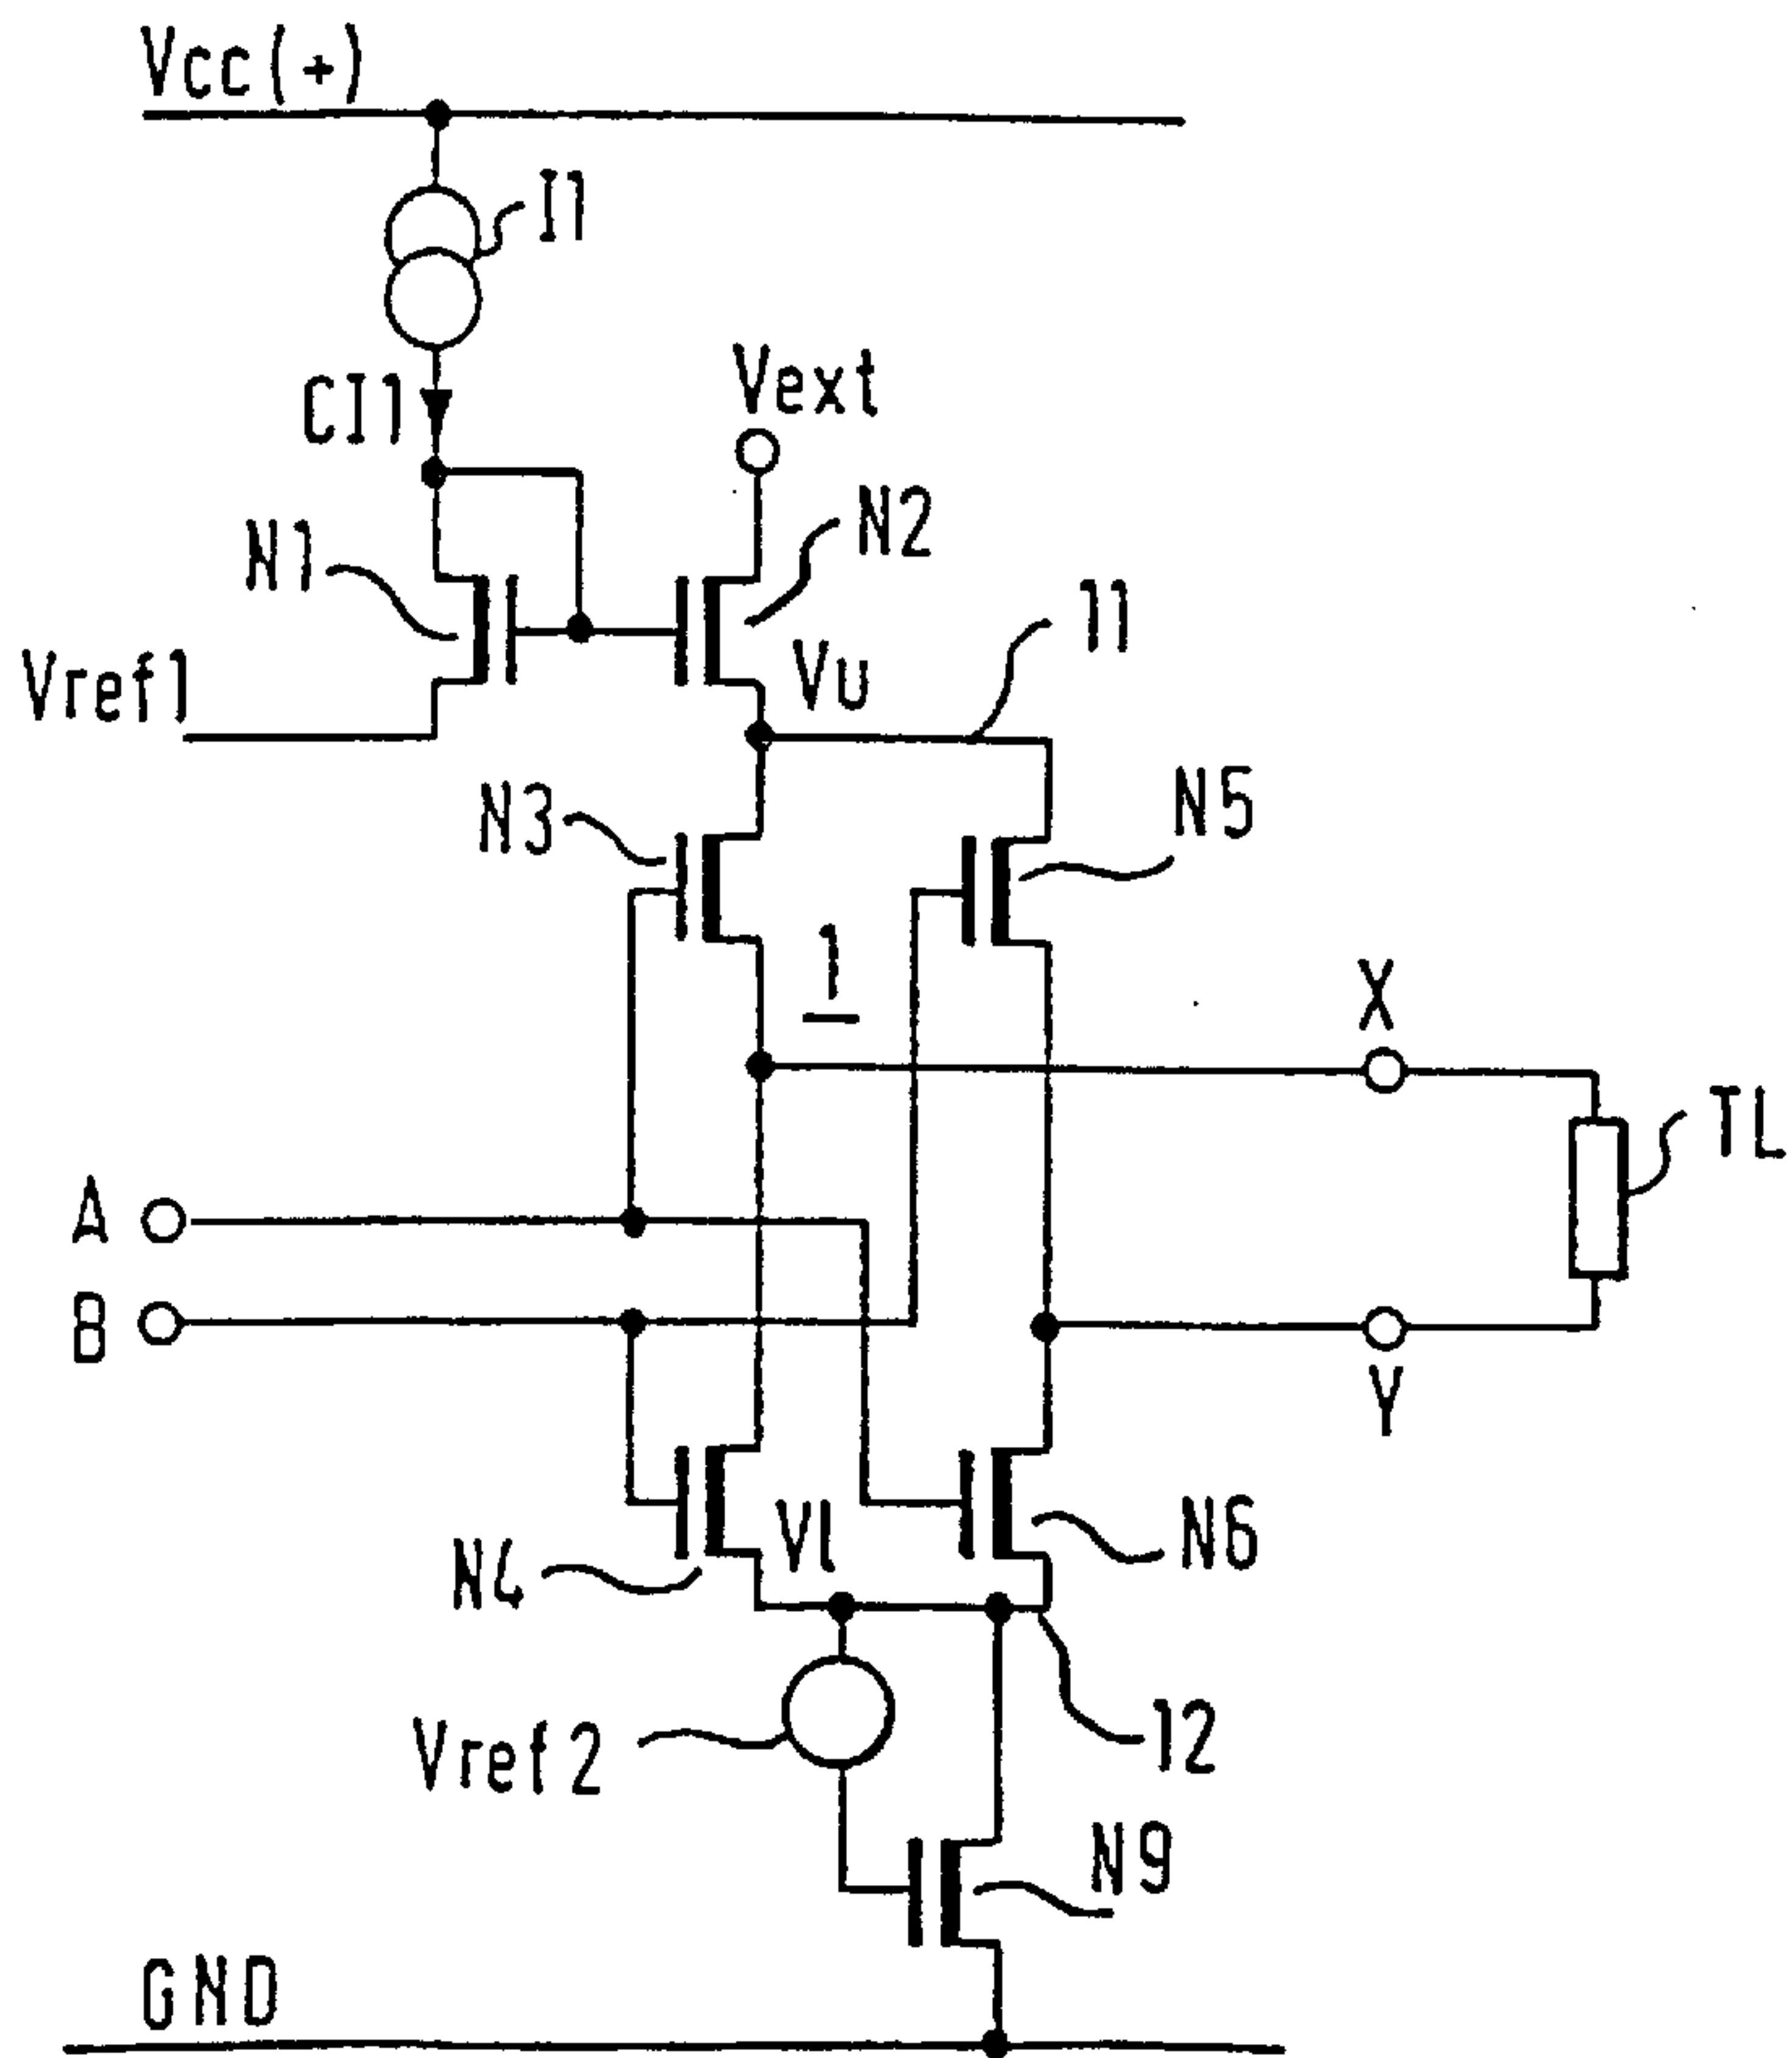 Vcc(+)
I1
CI1
Vext
N1
N2
Vref1
Vu
11
N3
N5
1
X
TL
A
B
Y
N4
Vl
N6
Vref2
12
N9
GND